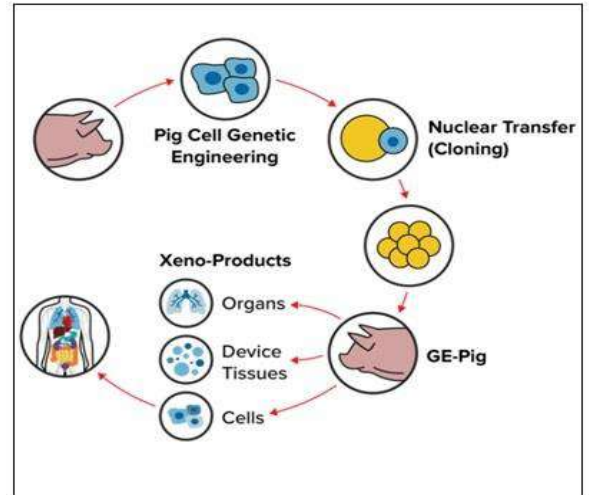 Pig Cell Genetic
Engineering
Nuclear Transfer
(Cloning)
Xeno-Products
Organs
Device
Tissues
Cells
GE-Pig